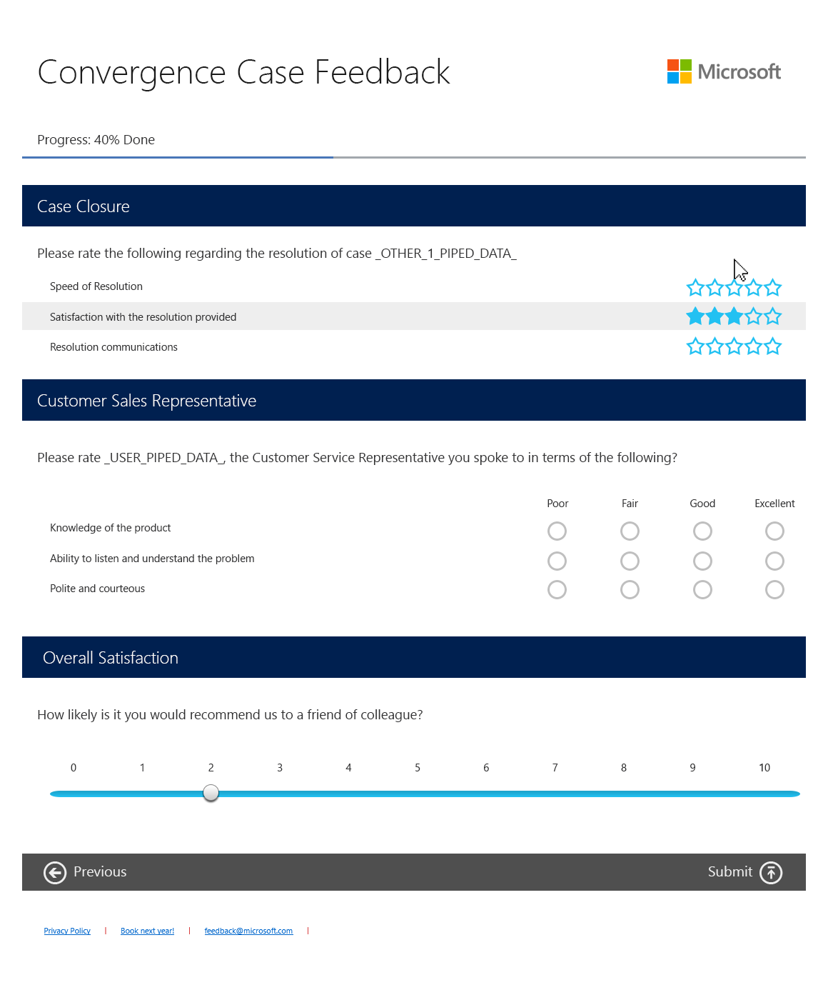 Convergence Case Feedback
Microsoft
Progress: 40% Done
Case Closure
Please rate the following regarding the resolution of case _OTHER_1_PIPED_DATA_
Speed of Resolution
Satisfaction with the resolution provided
Resolution communications
Customer Sales Representative
Please rate _USER_PIPED_DATA_, the Customer Service Representative you spoke to in terms of the following?
Poor Fair Good Excellent
Knowledge of the product
Ability to listen and understand the problem
Polite and courteous
Overall Satisfaction
How likely is it you would recommend us to a friend of colleague?
0 1 2 3 4 5 6 7 8 9 10
Previous Submit
Privacy Policy | Book next year! | feedback@microsoft.com |